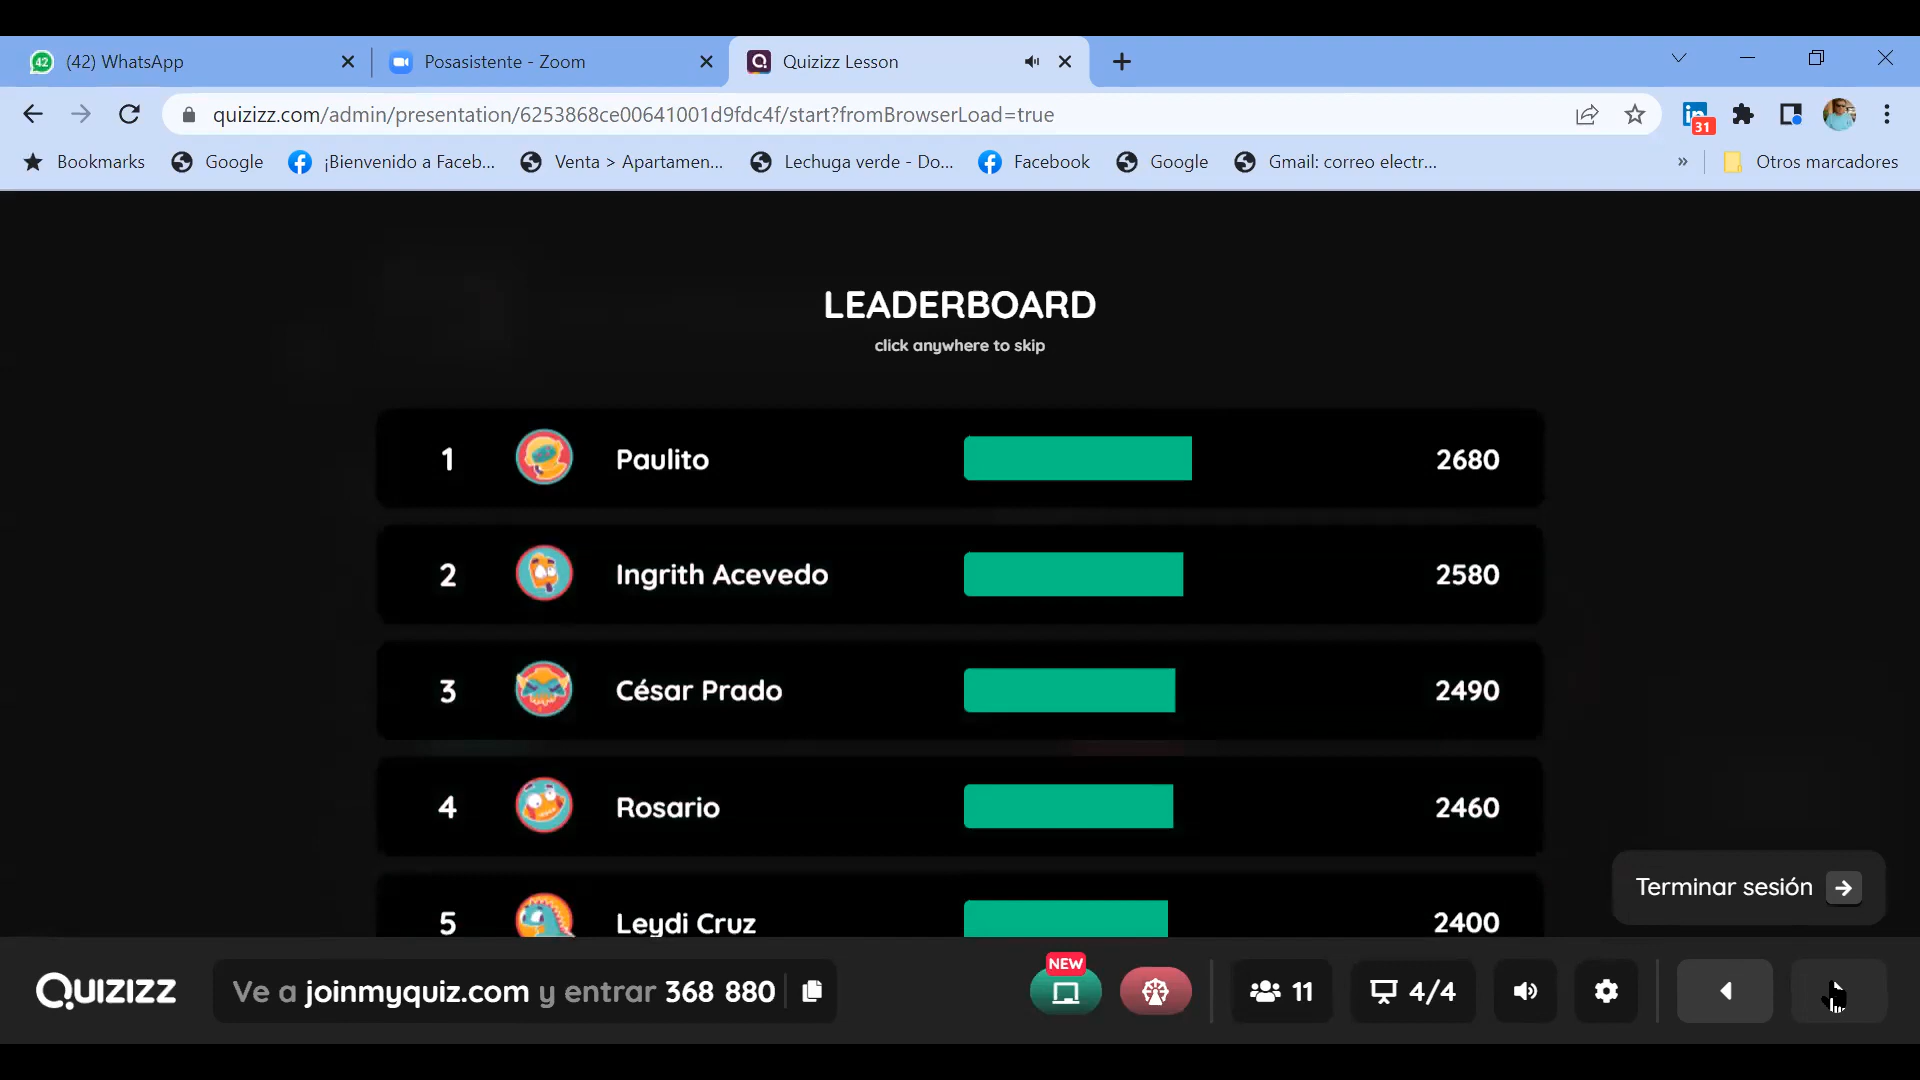 42 (42) WhatsApp Posasistente - Zoom Quizizz Lesson
quizizz.com/admin/presentation/6253868ce00641001d9fdc4f/start?fromBrowserLoad=true
in 31
Bookmarks Google ¡Bienvenido a Faceb... Venta > Apartamen... Lechuga verde - Do... Facebook Google Gmail: correo electr... » Otros marcadores
LEADERBOARD
click anywhere to skip
1 Paulito 2680
2 Ingrith Acevedo 2580
3 César Prado 2490
4 Rosario 2460
5 Leydi Cruz 2400
Terminar sesión
QUIZIZZ Ve a joinmyquiz.com y entrar 368 880 NEW 11 4/4